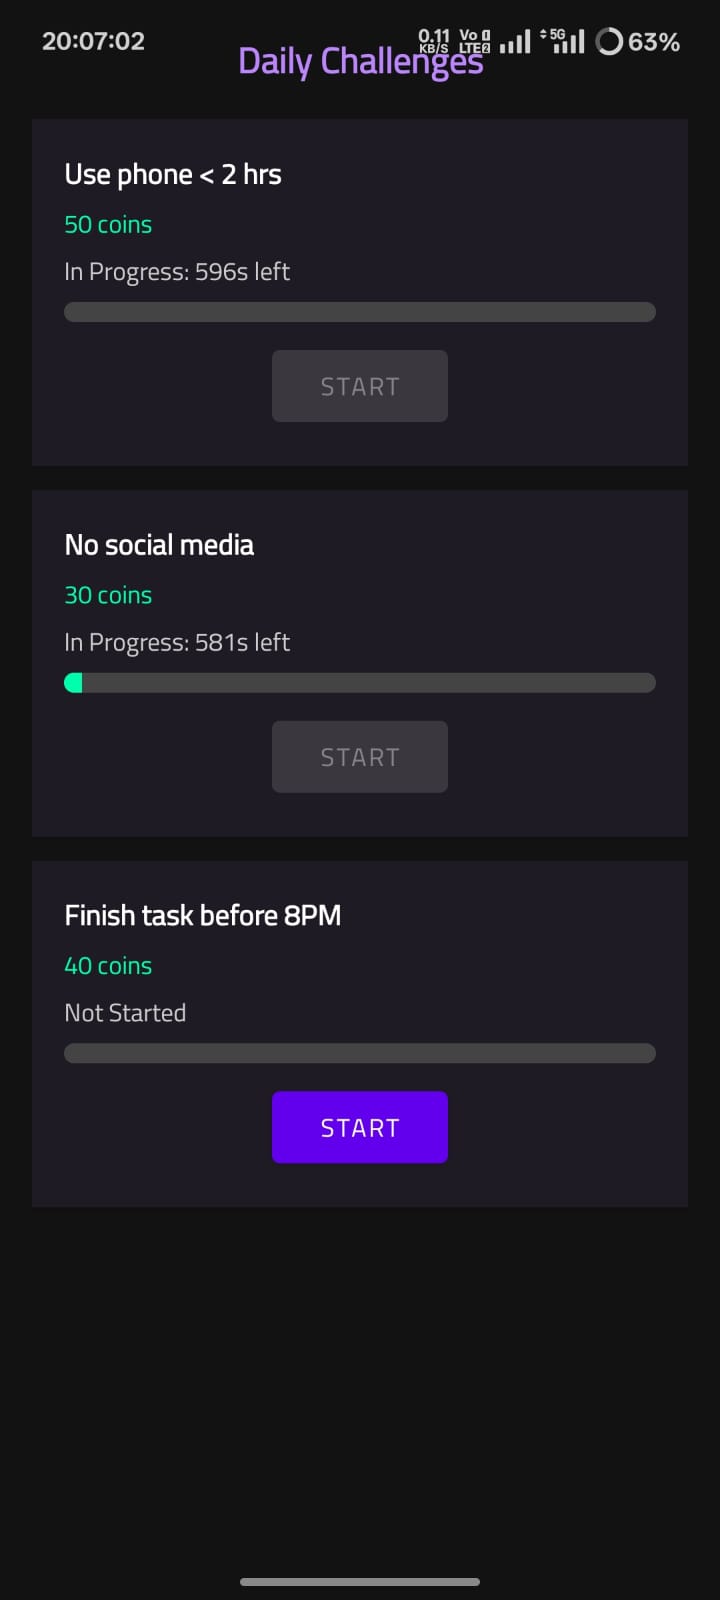 20:07:02 0.11 KB/S Vo 1 LTE2 5G 63%
Daily Challenges
Use phone < 2 hrs
50 coins
In Progress: 596s left
START
No social media
30 coins
In Progress: 581s left
START
Finish task before 8PM
40 coins
Not Started
START